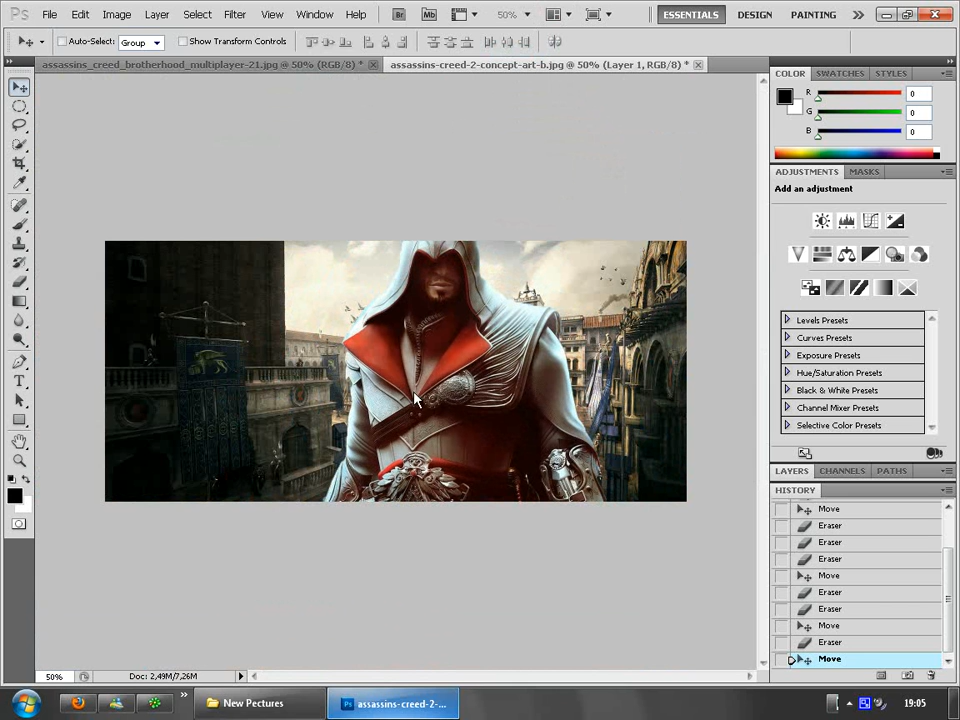 Ps File Edit Image Layer Select Filter View Window Help Br Mb 50% ESSENTIALS DESIGN PAINTING
Auto-Select: Group Show Transform Controls
assassins_creed_brotherhood_multiplayer-21.jpg @ 50% (RGB/8) * assassins-creed-2-concept-art-b.jpg @ 50% (Layer 1, RGB/8) *
COLOR SWATCHES STYLES
R 0
G 0
B 0
ADJUSTMENTS MASKS
Add an adjustment
Levels Presets
Curves Presets
Exposure Presets
Hue/Saturation Presets
Black & White Presets
Channel Mixer Presets
Selective Color Presets
LAYERS CHANNELS PATHS
HISTORY
Move
Eraser
Eraser
Eraser
Move
Eraser
Eraser
Move
Eraser
Move
50% Doc: 2,49M/7,26M
New Pectures Ps assassins-creed-2-... 19:05